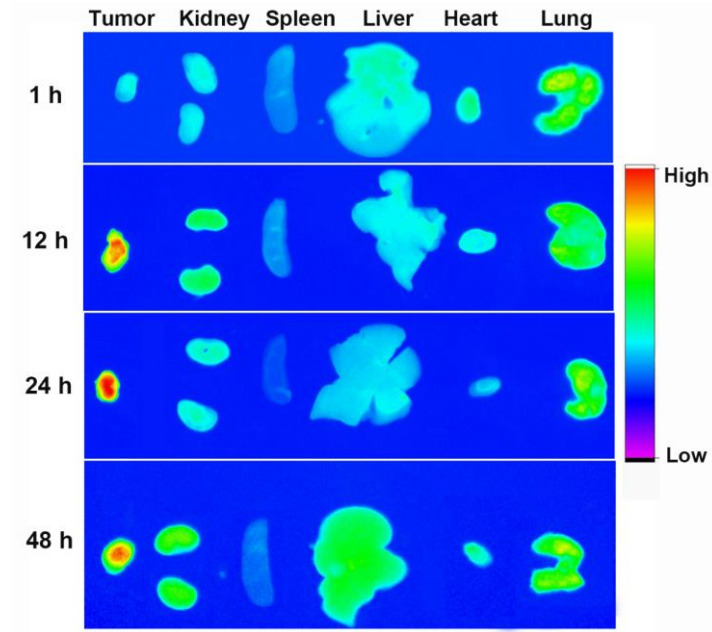 Tumor Kidney Spleen Liver Heart Lung
1 h
12 h
High
24 h
Low
48 h